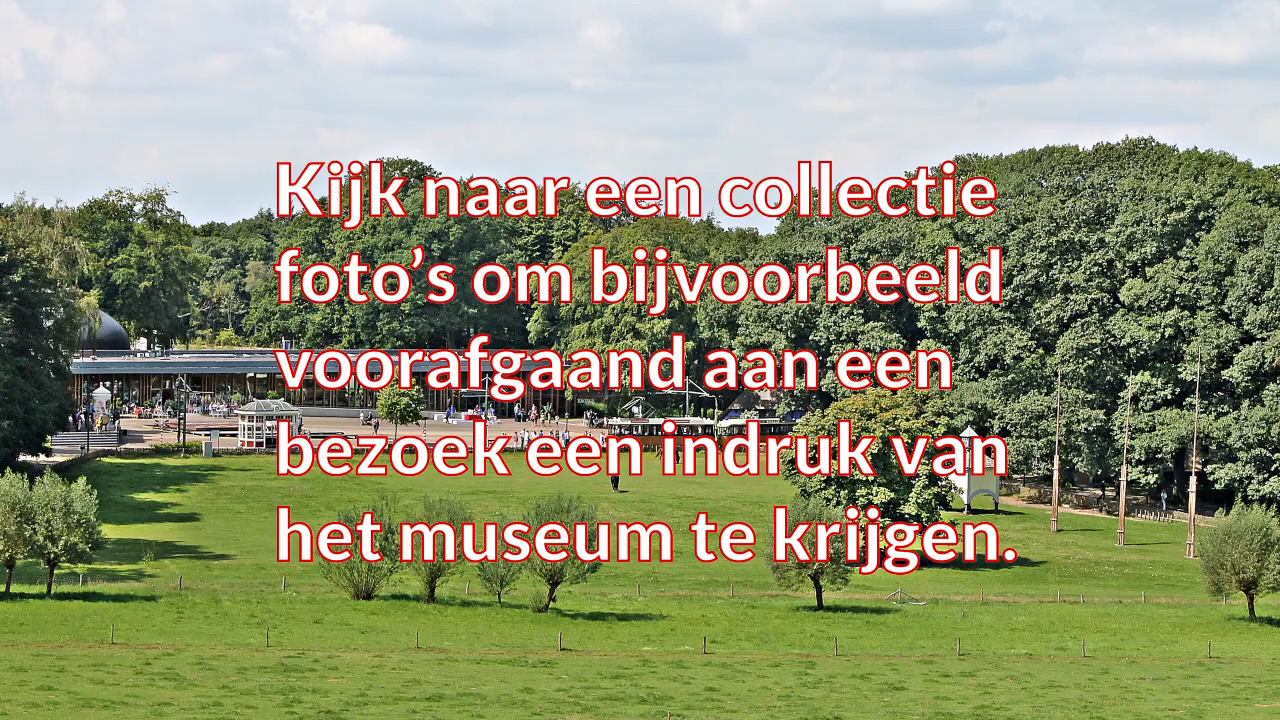 Kijk naar een collectie
foto’s om bijvoorbeeld
voorafgaand aan een
bezoek een indruk van
het museum te krijgen.